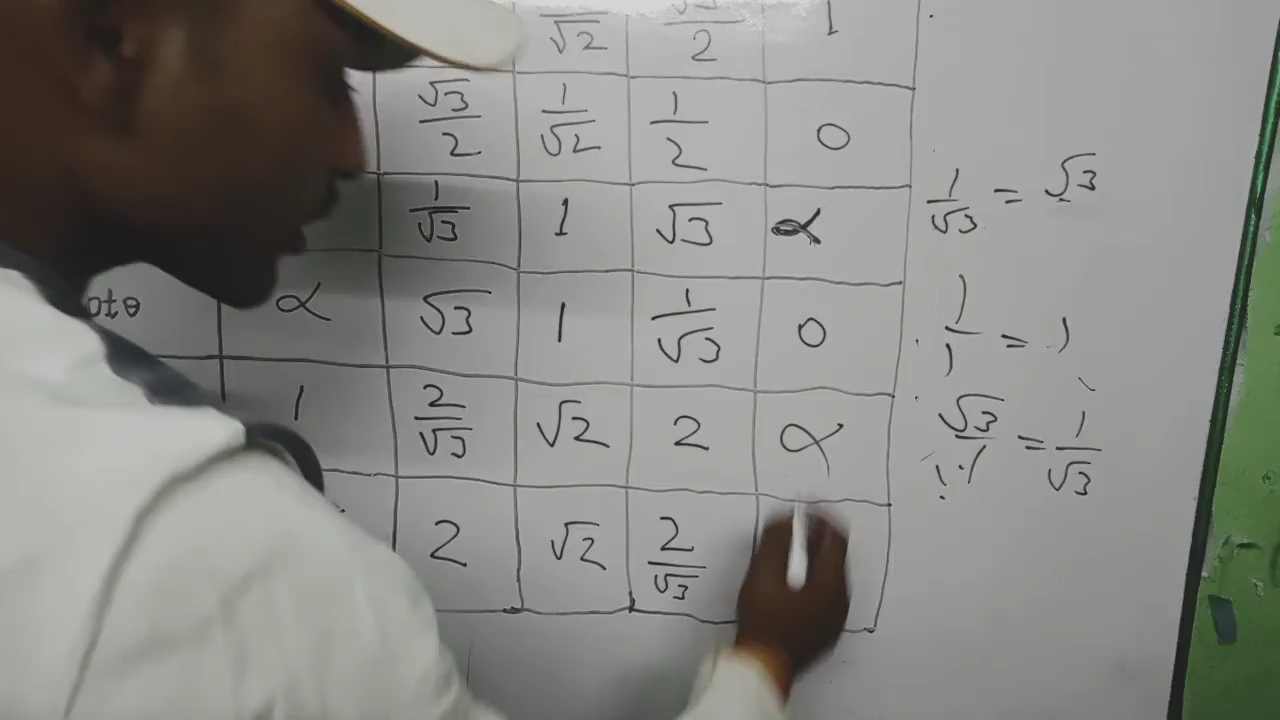 √2 2 1
√3/2 1/√2 1/2 0
1/√3 1 √3 α
α √3 1 1/√3 0
1 2/√3 √2 2 α
2 √2 2/√3
1/√3 = √3
1/1 = 1
√3/1 = 1/√3